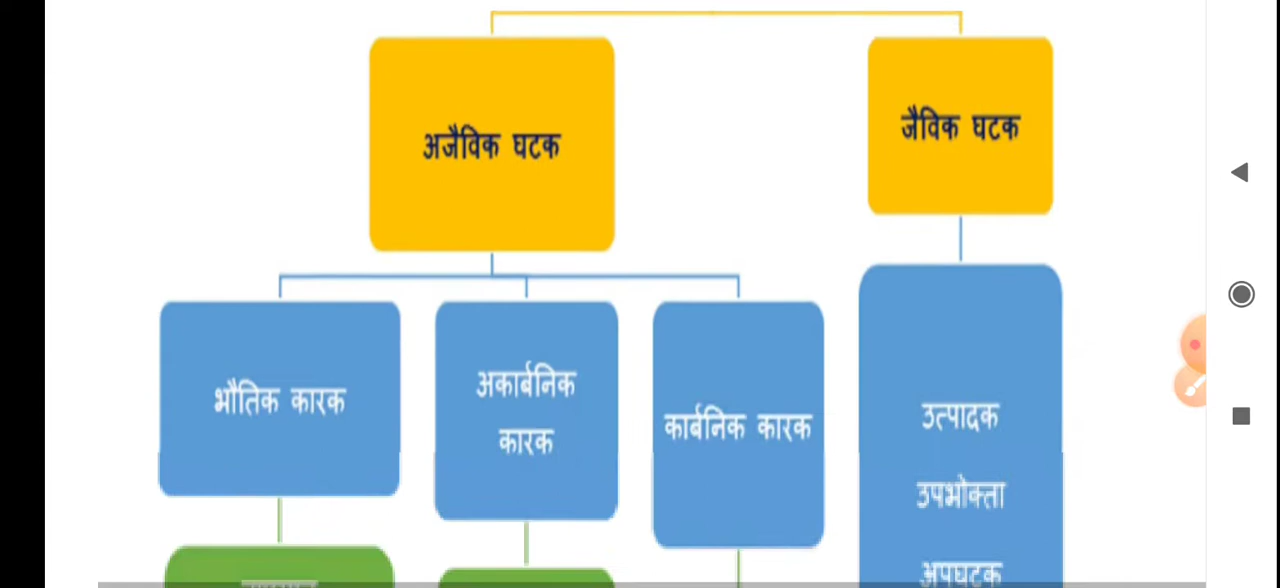 अजैविक घटक
जैविक घटक
भौतिक कारक
अकार्बनिक
कारक
कार्बनिक कारक
उत्पादक
उपभोक्ता
अपघटक